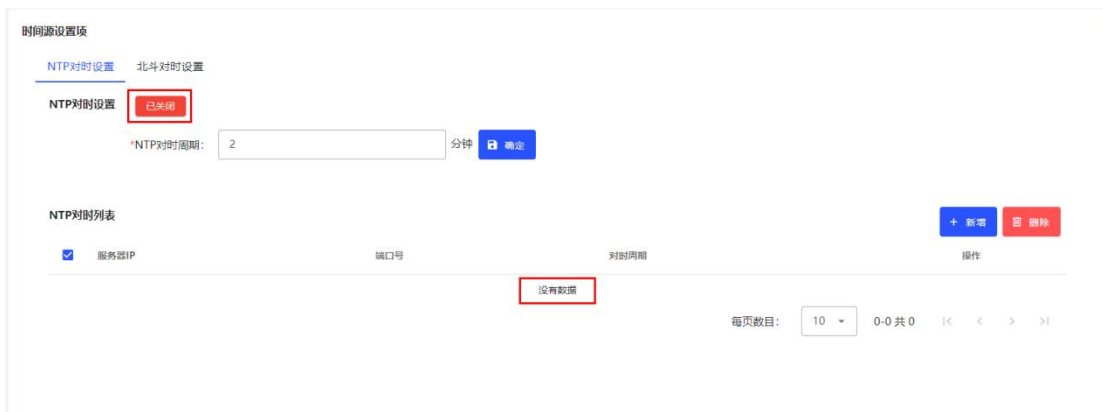 时间源设置项
NTP对时设置 北斗对时设置
NTP对时设置 已关闭
*NTP对时周期: 2 分钟 确定
NTP对时列表 + 新增 删除
服务器IP 端口号 对时周期 操作
没有数据
每页数目: 10 0-0 共 0